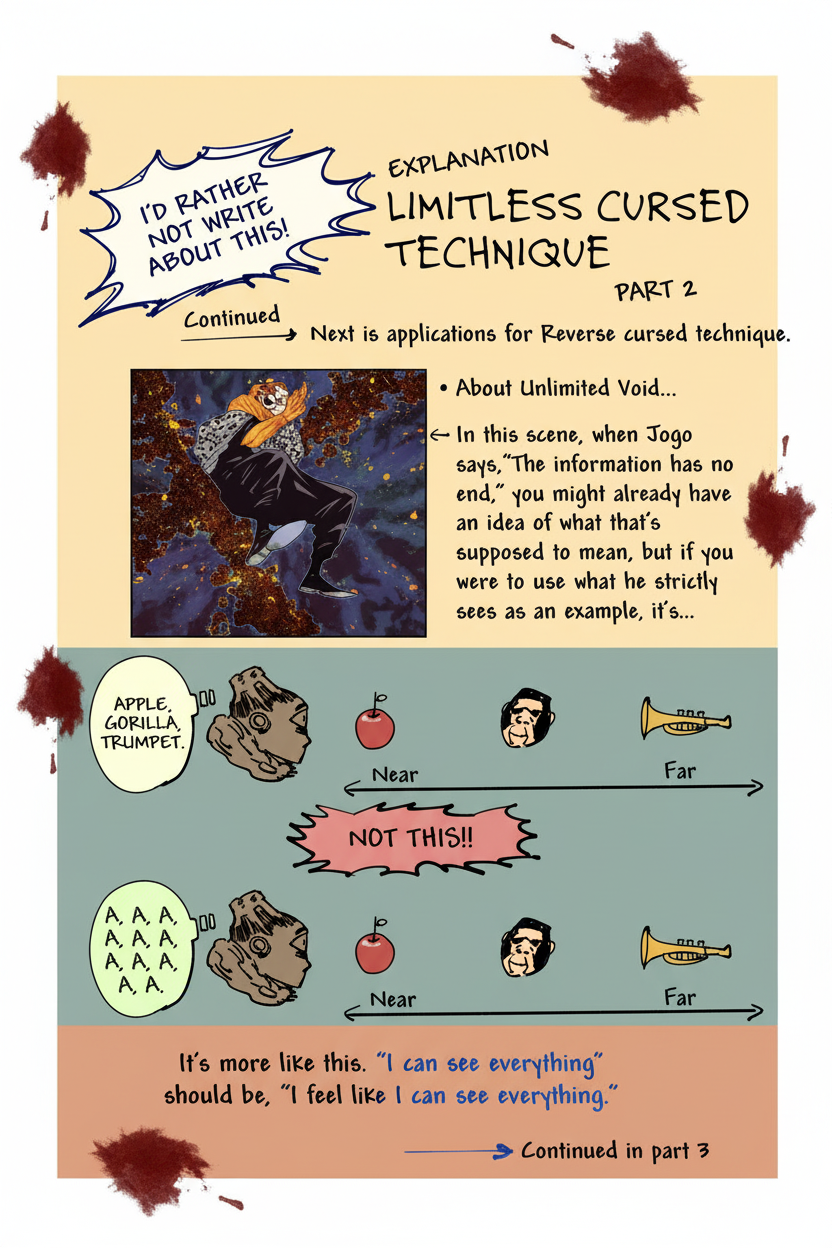 I'D RATHER
NOT WRITE
ABOUT THIS!
EXPLANATION
LIMITLESS CURSED
TECHNIQUE
PART 2
Continued
Next is applications for Reverse cursed technique.
• About Unlimited Void...
In this scene, when Jogo
says,"The information has no
end," you might already have
an idea of what that's
supposed to mean, but if you
were to use what he strictly
sees as an example, it's...
APPLE,
GORILLA,
TRUMPET.
Near
Far
NOT THIS!!
A, A, A,
A, A, A,
A, A, A,
A, A.
Near
Far
It's more like this. "I can see everything"
should be, "I feel like I can see everything."
Continued in part 3